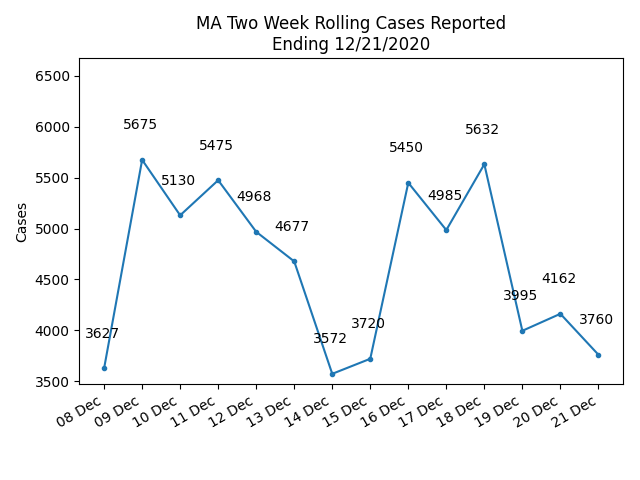 MA Two Week Rolling Cases Reported
Ending 12/21/2020
Cases
6500
6000
5500
5000
4500
4000
3500
3627
5675
5130
5475
4968
4677
3572
3720
5450
4985
5632
3995
4162
3760
08 Dec
09 Dec
10 Dec
11 Dec
12 Dec
13 Dec
14 Dec
15 Dec
16 Dec
17 Dec
18 Dec
19 Dec
20 Dec
21 Dec